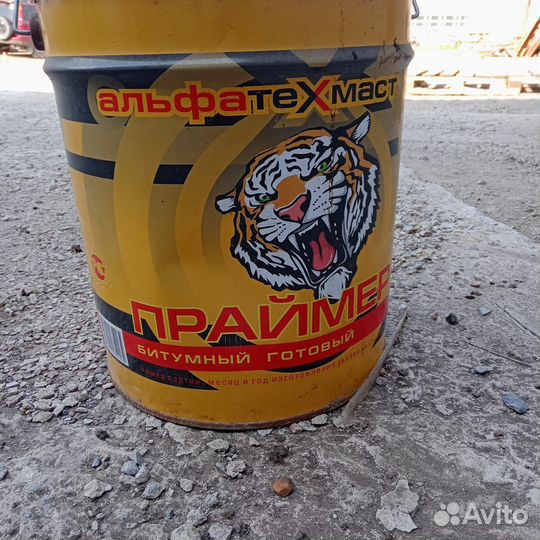 альфатеХмаст
ПРАЙМЕР
БИТУМНЫЙ ГОТОВЫЙ
номер партии, месяц и год изготовления указаны
Avito